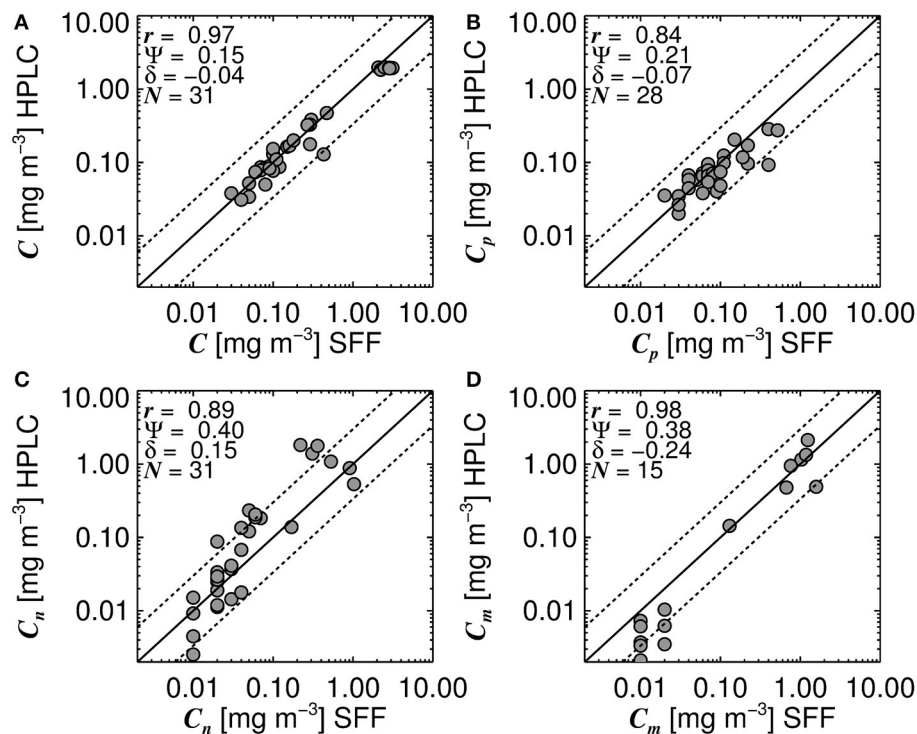 A
r = 0.97
Ψ = 0.15
δ = −0.04
N = 31
10.00
1.00
0.10
0.01
C [mg m⁻³] HPLC
0.01 0.10 1.00 10.00
C [mg m⁻³] SFF
B
r = 0.84
Ψ = 0.21
δ = −0.07
N = 28
10.00
1.00
0.10
0.01
Cₚ [mg m⁻³] HPLC
0.01 0.10 1.00 10.00
Cₚ [mg m⁻³] SFF
C
r = 0.89
Ψ = 0.40
δ = 0.15
N = 31
10.00
1.00
0.10
0.01
Cₙ [mg m⁻³] HPLC
0.01 0.10 1.00 10.00
Cₙ [mg m⁻³] SFF
D
r = 0.98
Ψ = 0.38
δ = −0.24
N = 15
10.00
1.00
0.10
0.01
Cₘ [mg m⁻³] HPLC
0.01 0.10 1.00 10.00
Cₘ [mg m⁻³] SFF